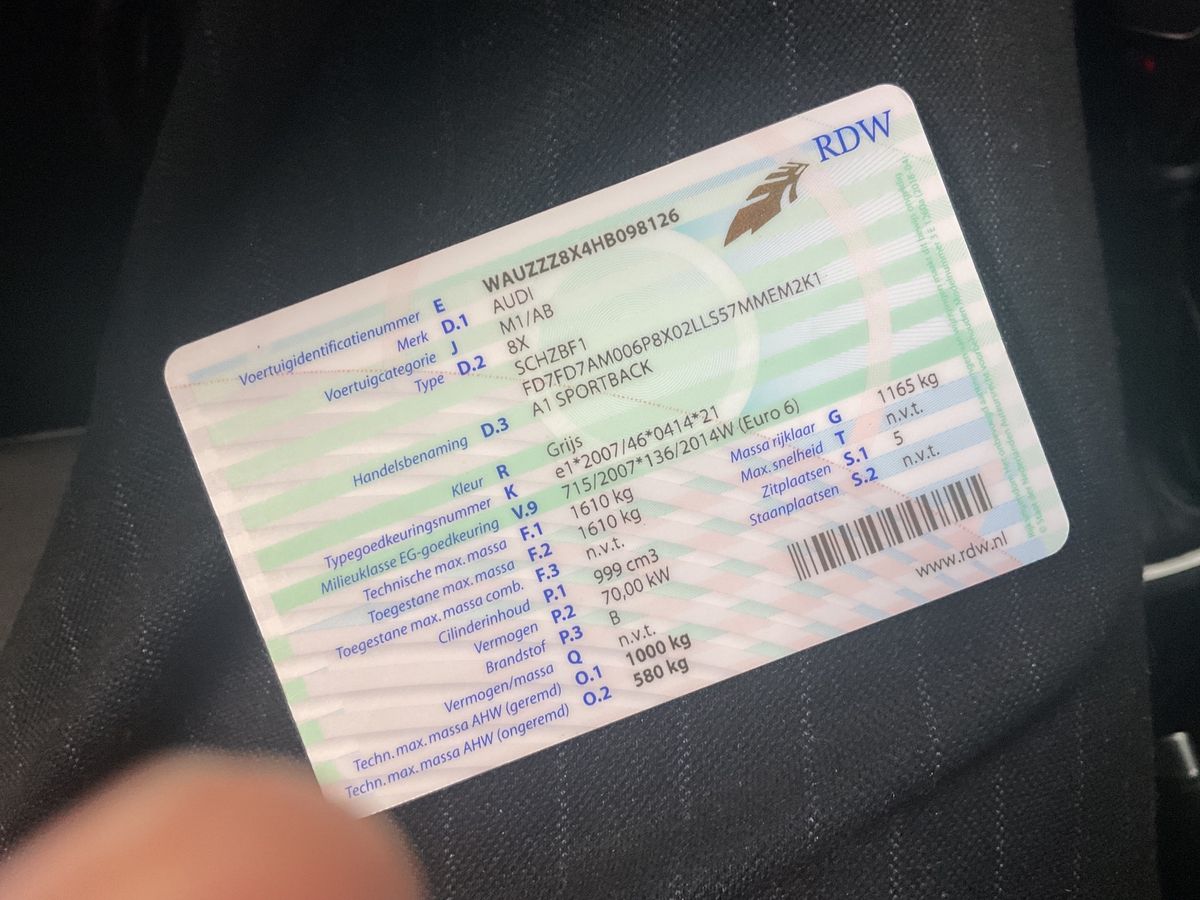 RDW
Voertuigidentificatienummer E WAUZZZ8X4HB098126
Merk D.1 AUDI
Voertuigcategorie J M1/AB
Type D.2 8X
SCHZBF1
FD7FD7AM006P8X02LLS57MMEM2K1
Handelsbenaming D.3 A1 SPORTBACK
Kleur R Grijs
Typegoedkeuringsnummer K e1*2007/46*0414*21
Milieuklasse EG-goedkeuring V.9 715/2007*136/2014W (Euro 6)
Technische max. massa F.1 1610 kg
Toegestane max. massa F.2 1610 kg
Toegestane max. massa comb. F.3 n.v.t.
Cilinderinhoud P.1 999 cm3
Vermogen P.2 70,00 kW
Brandstof P.3 B
Vermogen/massa Q n.v.t.
Techn. max. massa AHW (geremd) O.1 1000 kg
Techn. max. massa AHW (ongeremd) O.2 580 kg
Massa rijklaar G 1165 kg
Max. snelheid T n.v.t.
Zitplaatsen S.1 5
Staanplaatsen S.2 n.v.t.
www.rdw.nl